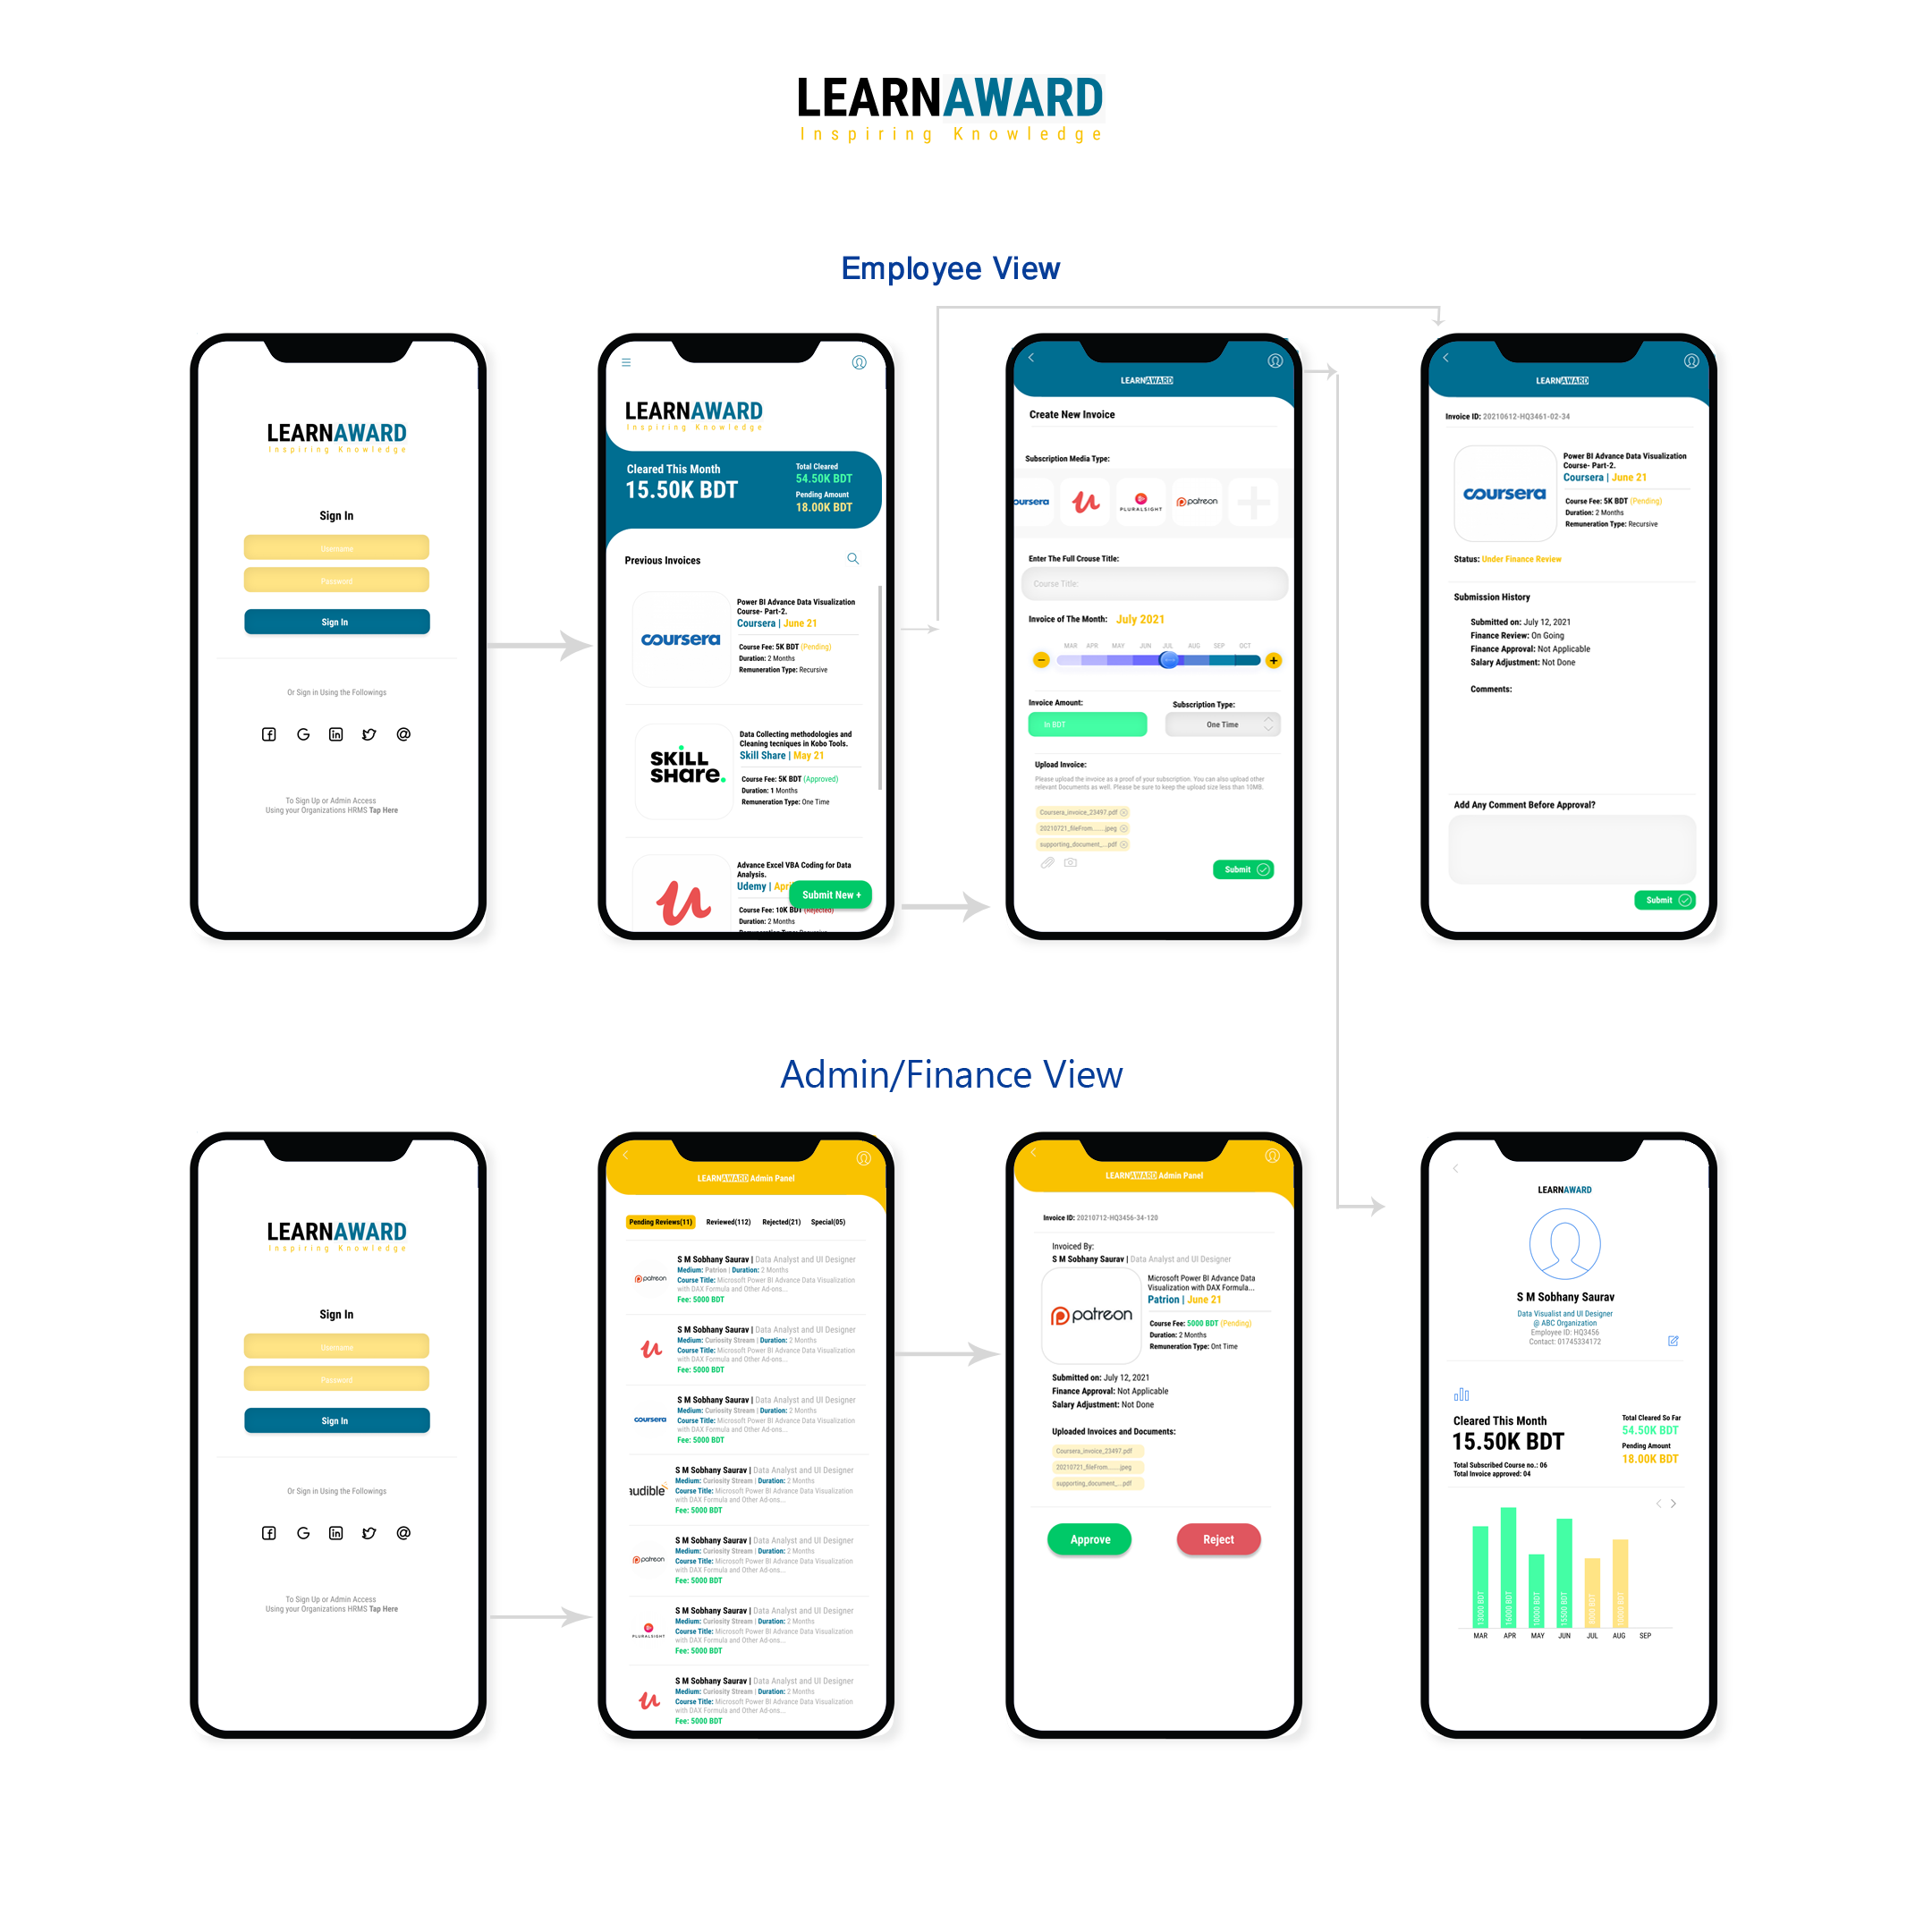 LEARNAWARD
Inspiring Knowledge
Employee View
LEARNAWARD
Inspiring Knowledge
Sign In
Username
Password
Sign In
Or Sign in Using the Followings
To Sign Up or Admin Access
Using your Organizations HRMS Tap Here
LEARNAWARD
Inspiring Knowledge
Cleared This Month
15.50K BDT
Total Cleared
54.50K BDT
Pending Amount
18.00K BDT
Previous Invoices
coursera
Power BI Advance Data Visualization
Course- Part-2.
Coursera | June 21
Course Fee: 5K BDT (Pending)
Duration: 2 Months
Remuneration Type: Recursive
SKILL
SHARE.
Data Collecting methodologies and
Cleaning tecniques in Kobo Tools.
Skill Share | May 21
Course Fee: 5K BDT (Approved)
Duration: 1 Months
Remuneration Type: One Time
Advance Excel VBA Coding for Data
Analysis.
Udemy | Apri
Submit New +
Course Fee: 10K BDT (Rejected)
Duration: 2 Months
LEARNAWARD
Create New Invoice
Subscription Media Type:
oursera
PLURALSIGHT
patreon
Enter The Full Crouse Title:
Course Title:
Invoice of The Month: July 2021
MAR APR MAY JUN JUL AUG SEP OCT
Invoice Amount:
In BDT
Subscription Type:
One Time
Upload Invoice:
Please upload the invoice as a proof of your subscription. You can also upload other
relevant Documents as well. Please be sure to keep the upload size less than 10MB.
Coursera_invoice_23497.pdf
20210721_fileFrom.......jpeg
supporting_document_...pdf
Submit
LEARNAWARD
Invoice ID: 20210612-HQ3461-02-34
coursera
Power BI Advance Data Visualization
Course- Part-2.
Coursera | June 21
Course Fee: 5K BDT (Pending)
Duration: 2 Months
Remuneration Type: Recursive
Status: Under Finance Review
Submission History
Submitted on: July 12, 2021
Finance Review: On Going
Finance Approval: Not Applicable
Salary Adjustment: Not Done
Comments:
Add Any Comment Before Approval?
Submit
Admin/Finance View
LEARNAWARD
Inspiring Knowledge
Sign In
Username
Password
Sign In
Or Sign in Using the Followings
To Sign Up or Admin Access
Using your Organizations HRMS Tap Here
LEARNAWARD Admin Panel
Pending Reviews(11) Reviewed(112) Rejected(21) Special(05)
patreon
S M Sobhany Saurav | Data Analyst and UI Designer
Medium: Patrion | Duration: 2 Months
Course Title: Microsoft Power BI Advance Data Visualization
with DAX Formula and Other Ad-ons...
Fee: 5000 BDT
S M Sobhany Saurav | Data Analyst and UI Designer
Medium: Curiosity Stream | Duration: 2 Months
Course Title: Microsoft Power BI Advance Data Visualization
with DAX Formula and Other Ad-ons...
Fee: 5000 BDT
coursera
S M Sobhany Saurav | Data Analyst and UI Designer
Medium: Curiosity Stream | Duration: 2 Months
Course Title: Microsoft Power BI Advance Data Visualization
with DAX Formula and Other Ad-ons...
Fee: 5000 BDT
audible
S M Sobhany Saurav | Data Analyst and UI Designer
Medium: Curiosity Stream | Duration: 2 Months
Course Title: Microsoft Power BI Advance Data Visualization
with DAX Formula and Other Ad-ons...
Fee: 5000 BDT
patreon
S M Sobhany Saurav | Data Analyst and UI Designer
Medium: Curiosity Stream | Duration: 2 Months
Course Title: Microsoft Power BI Advance Data Visualization
with DAX Formula and Other Ad-ons...
Fee: 5000 BDT
PLURALSIGHT
S M Sobhany Saurav | Data Analyst and UI Designer
Medium: Curiosity Stream | Duration: 2 Months
Course Title: Microsoft Power BI Advance Data Visualization
with DAX Formula and Other Ad-ons...
Fee: 5000 BDT
S M Sobhany Saurav | Data Analyst and UI Designer
Medium: Curiosity Stream | Duration: 2 Months
Course Title: Microsoft Power BI Advance Data Visualization
with DAX Formula and Other Ad-ons...
Fee: 5000 BDT
LEARNAWARD Admin Panel
Invoice ID: 20210712-HQ3456-34-120
Invoiced By:
S M Sobhany Saurav | Data Analyst and UI Designer
patreon
Microsoft Power BI Advance Data
Visualization with DAX Formula...
Patrion | June 21
Course Fee: 5000 BDT (Pending)
Duration: 2 Months
Remuneration Type: Ont Time
Submitted on: July 12, 2021
Finance Approval: Not Applicable
Salary Adjustment: Not Done
Uploaded Invoices and Documents:
Coursera_invoice_23497.pdf
20210721_fileFrom.......jpeg
supporting_document_...pdf
Approve
Reject
LEARNAWARD
S M Sobhany Saurav
Data Visualist and UI Designer
@ ABC Organization
Employee ID: HQ3456
Contact: 01745334172
Cleared This Month
15.50K BDT
Total Subscribed Course no.: 06
Total Invoice approved: 04
Total Cleared So Far
54.50K BDT
Pending Amount
18.00K BDT
13000 BDT
16000 BDT
10000 BDT
15500 BDT
MAR APR MAY JUN JUL AUG SEP